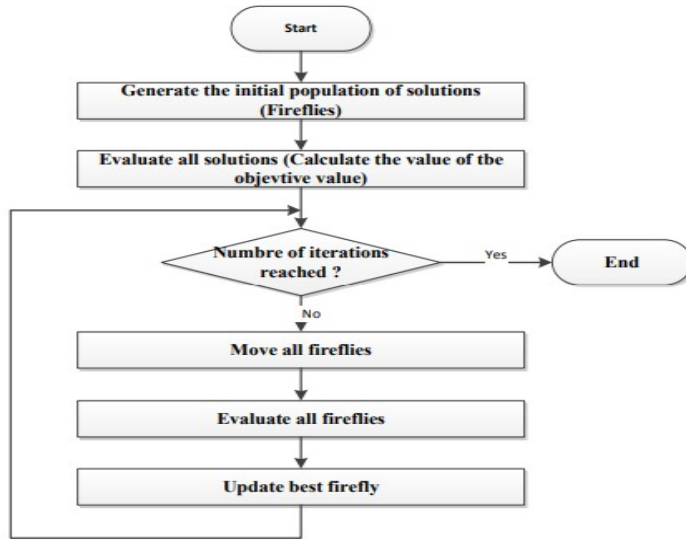 Start
Generate the initial population of solutions
(Fireflies)
Evaluate all solutions (Calculate the value of tbe
objevtive value)
Numbre of iterations
reached ?
Yes
End
No
Move all fireflies
Evaluate all fireflies
Update best firefly